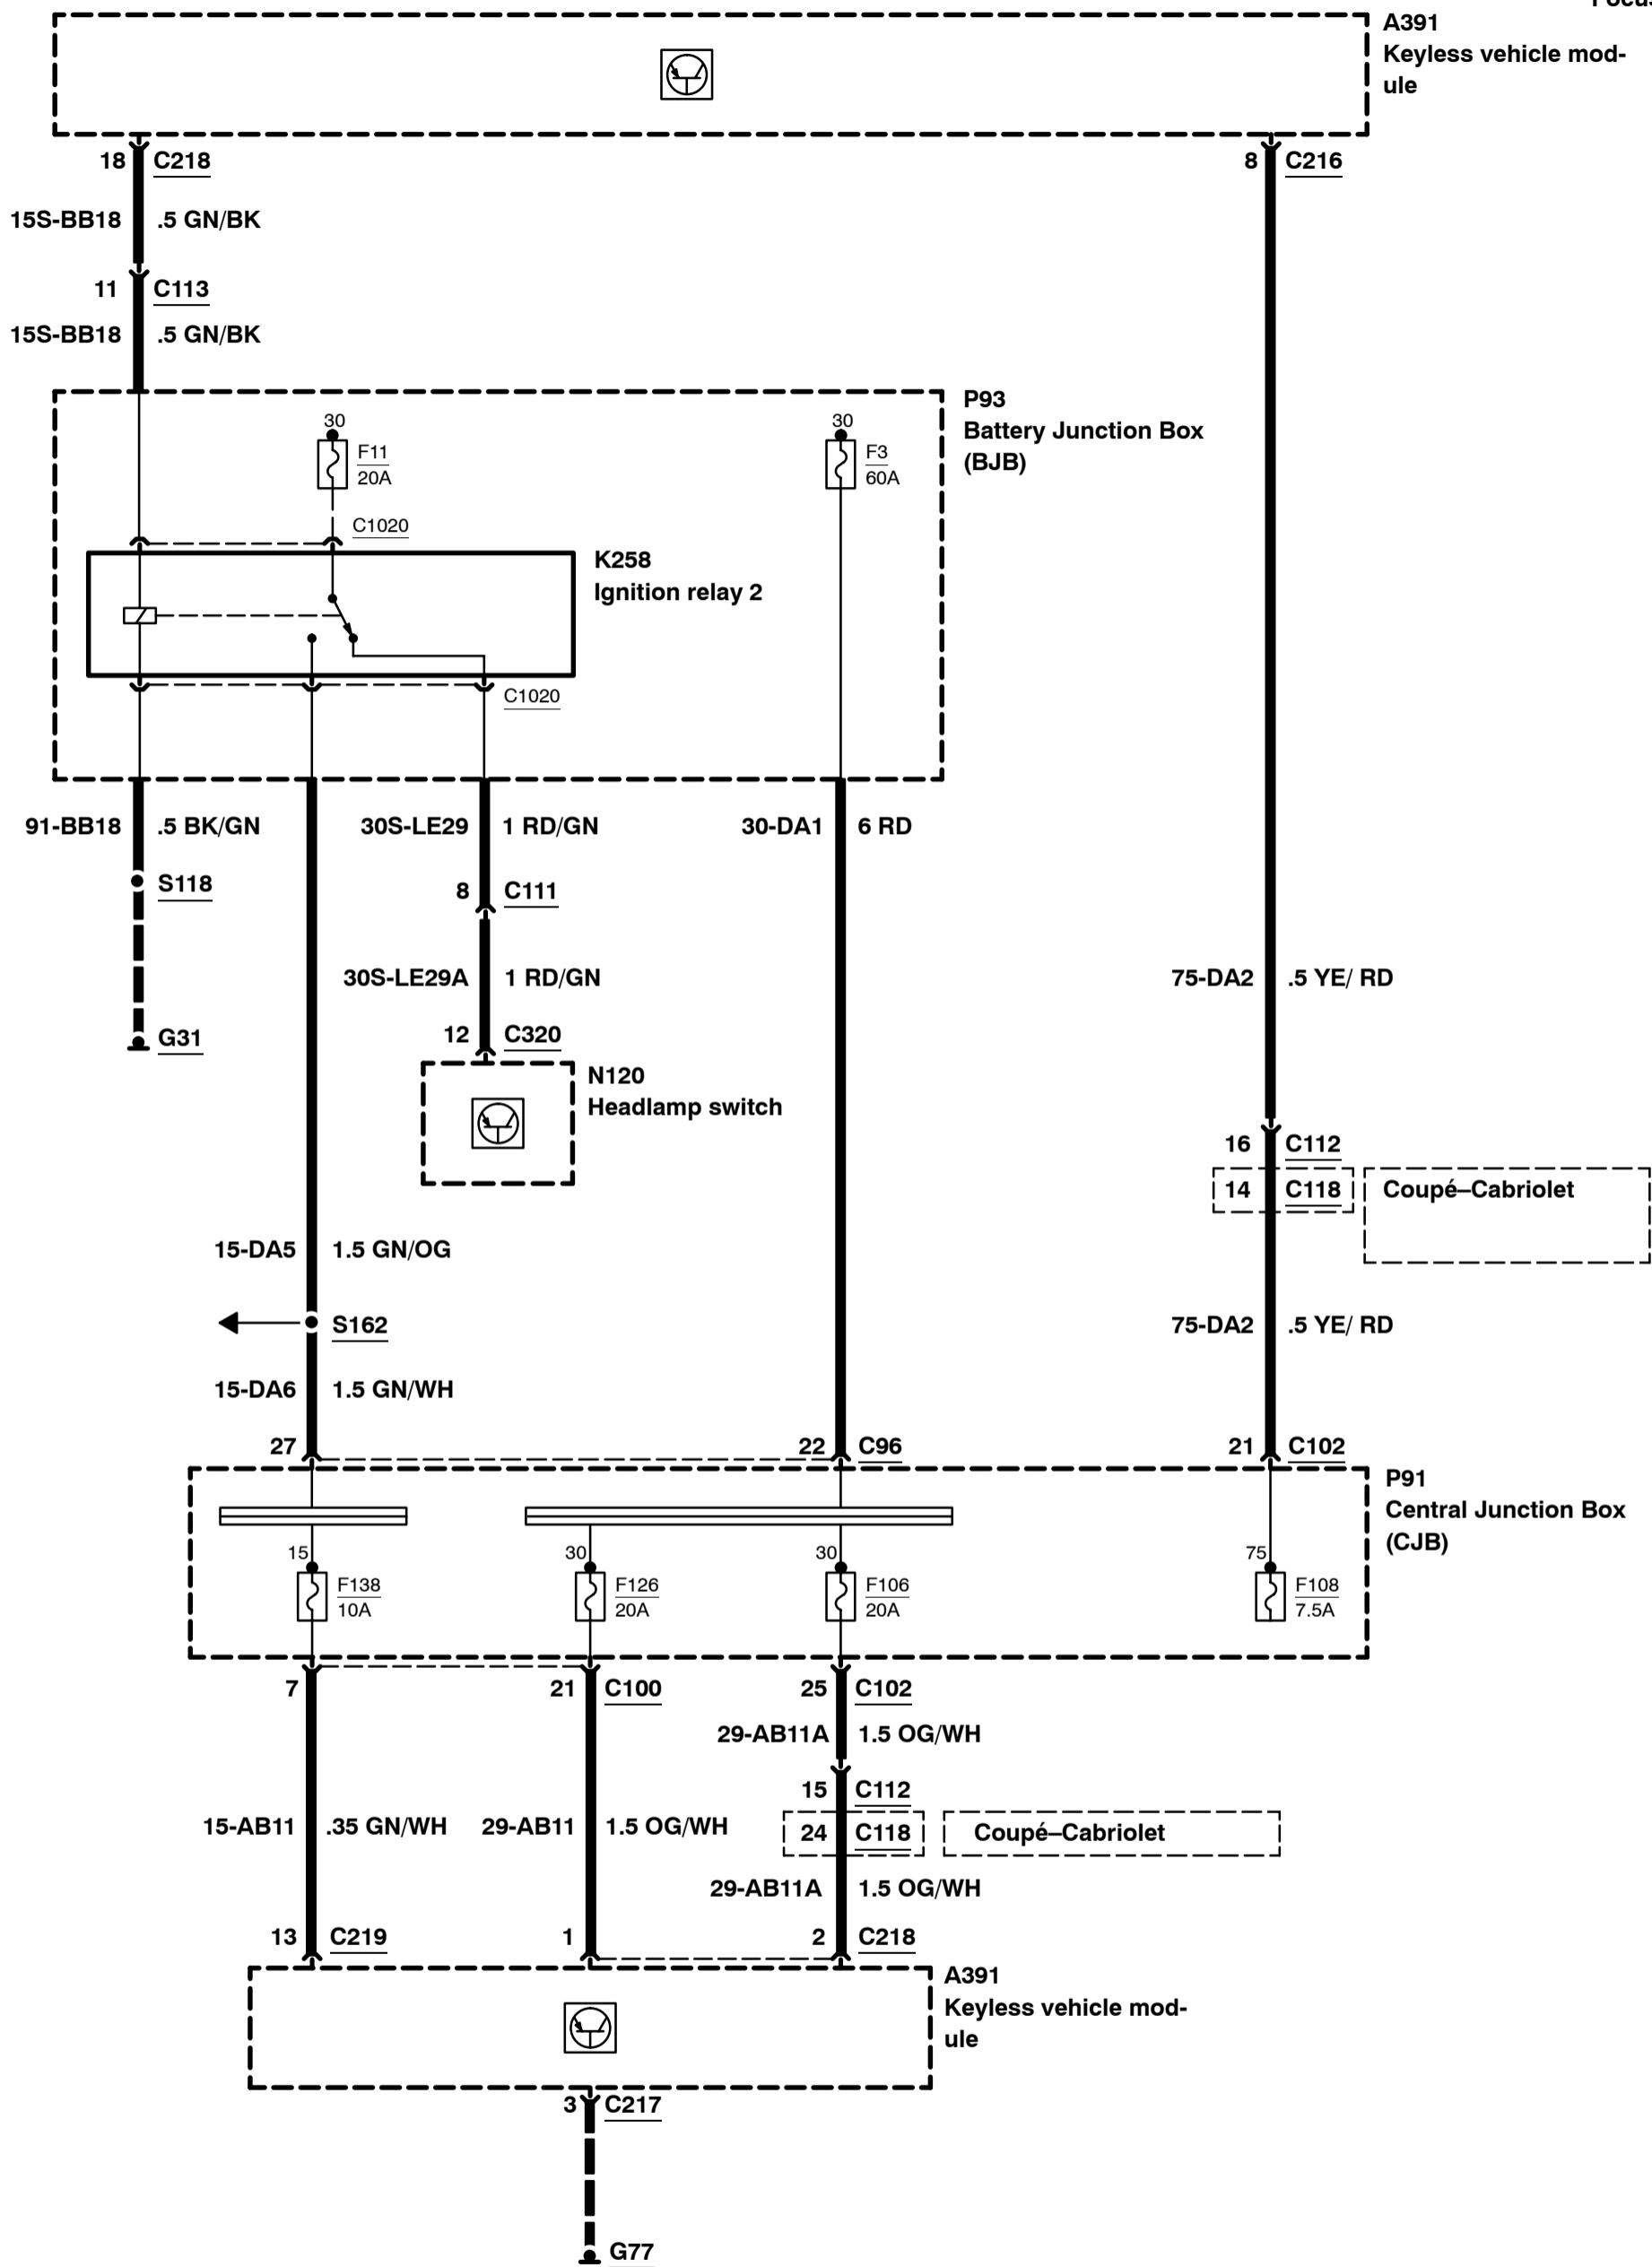 A391
Keyless vehicle mod-
ule
18 C218
8 C216
15S-BB18 .5 GN/BK
11 C113
15S-BB18 .5 GN/BK
P93
Battery Junction Box
(BJB)
30
F11
20A
30
F3
60A
C1020
K258
Ignition relay 2
C1020
91-BB18 .5 BK/GN
30S-LE29 1 RD/GN
30-DA1 6 RD
S118
8 C111
30S-LE29A 1 RD/GN
75-DA2 .5 YE/ RD
G31
12 C320
N120
Headlamp switch
16 C112
14 C118 Coupé–Cabriolet
15-DA5 1.5 GN/OG
S162
75-DA2 .5 YE/ RD
15-DA6 1.5 GN/WH
27
22 C96
21 C102
P91
Central Junction Box
(CJB)
15
F138
10A
30
F126
20A
30
F106
20A
75
F108
7.5A
7
21 C100
25 C102
29-AB11A 1.5 OG/WH
15 C112
15-AB11 .35 GN/WH
29-AB11 1.5 OG/WH
24 C118 Coupé–Cabriolet
29-AB11A 1.5 OG/WH
13 C219
1
2 C218
A391
Keyless vehicle mod-
ule
3 C217
G77